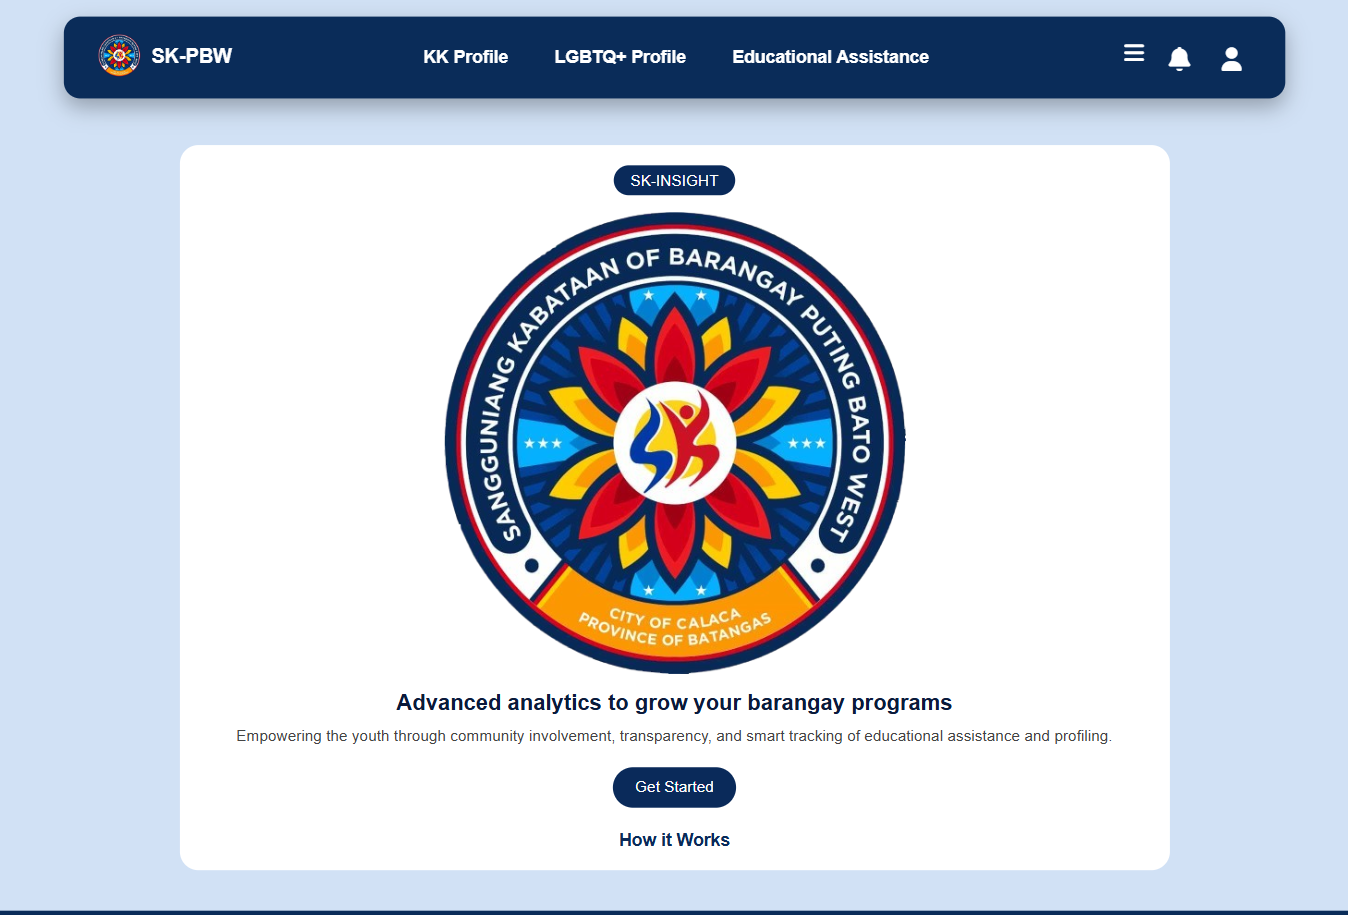 SK-PBW
KK Profile
LGBTQ+ Profile
Educational Assistance
SK-INSIGHT
SANGGUNIANG KABATAAN OF BARANGAY PUTING BATO WEST
CITY OF CALACA
PROVINCE OF BATANGAS
Advanced analytics to grow your barangay programs
Empowering the youth through community involvement, transparency, and smart tracking of educational assistance and profiling.
Get Started
How it Works